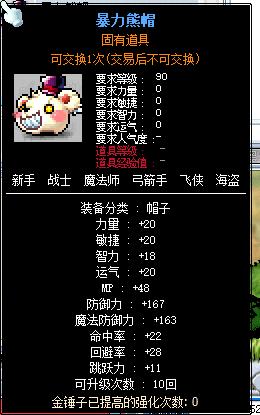 暴力熊帽
固有道具
可交换1次(交易后不可交换)
要求等级 : 90
要求力量 : 0
要求敏捷 : 0
要求智力 : 0
要求运气 : 0
要求人气度 : -
道具等级 : -
道具经验值 : -
新手 战士 魔法师 弓箭手 飞侠 海盗
装备分类 : 帽子
力量 : +20
敏捷 : +20
智力 : +18
运气 : +20
MP : +48
防御力 : +167
魔法防御力 : +163
命中率 : +22
回避率 : +28
跳跃力 : +11
可升级次数 : 10回
金锤子已提高的强化次数: 0